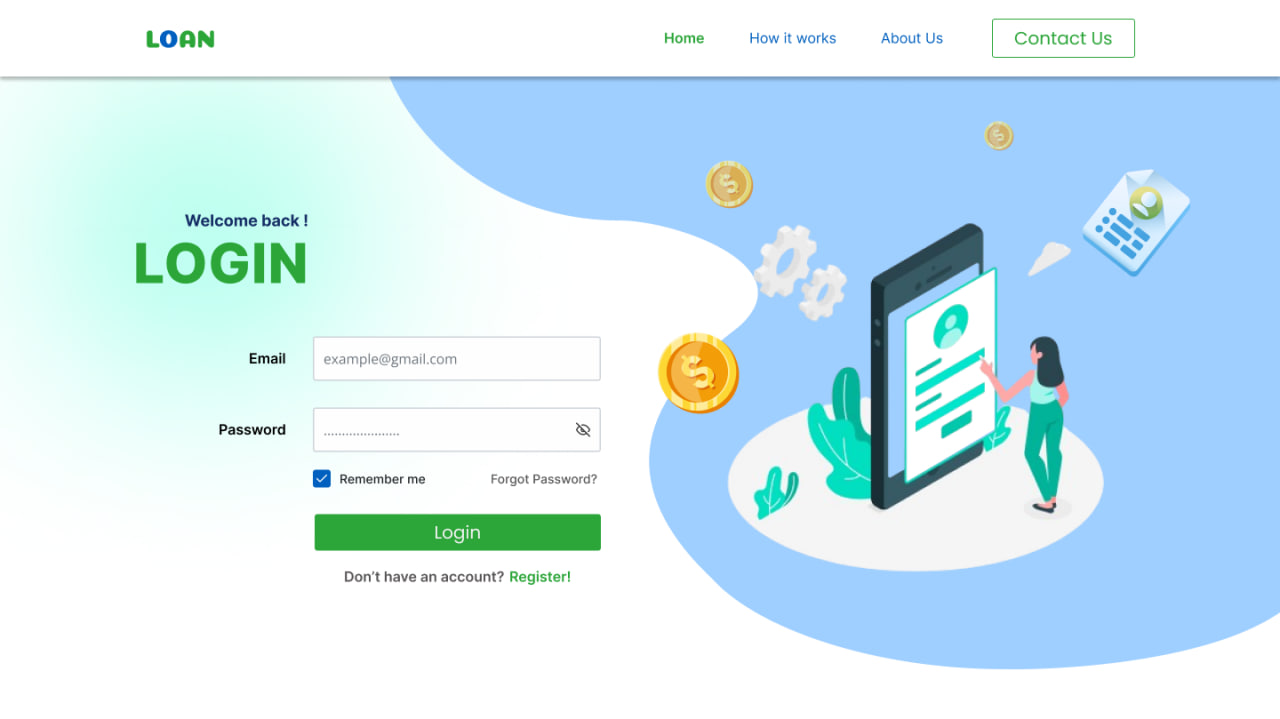 LOAN
Home How it works About Us Contact Us
Welcome back !
LOGIN
Email example@gmail.com
Password .....................
Remember me Forgot Password?
Login
Don’t have an account? Register!